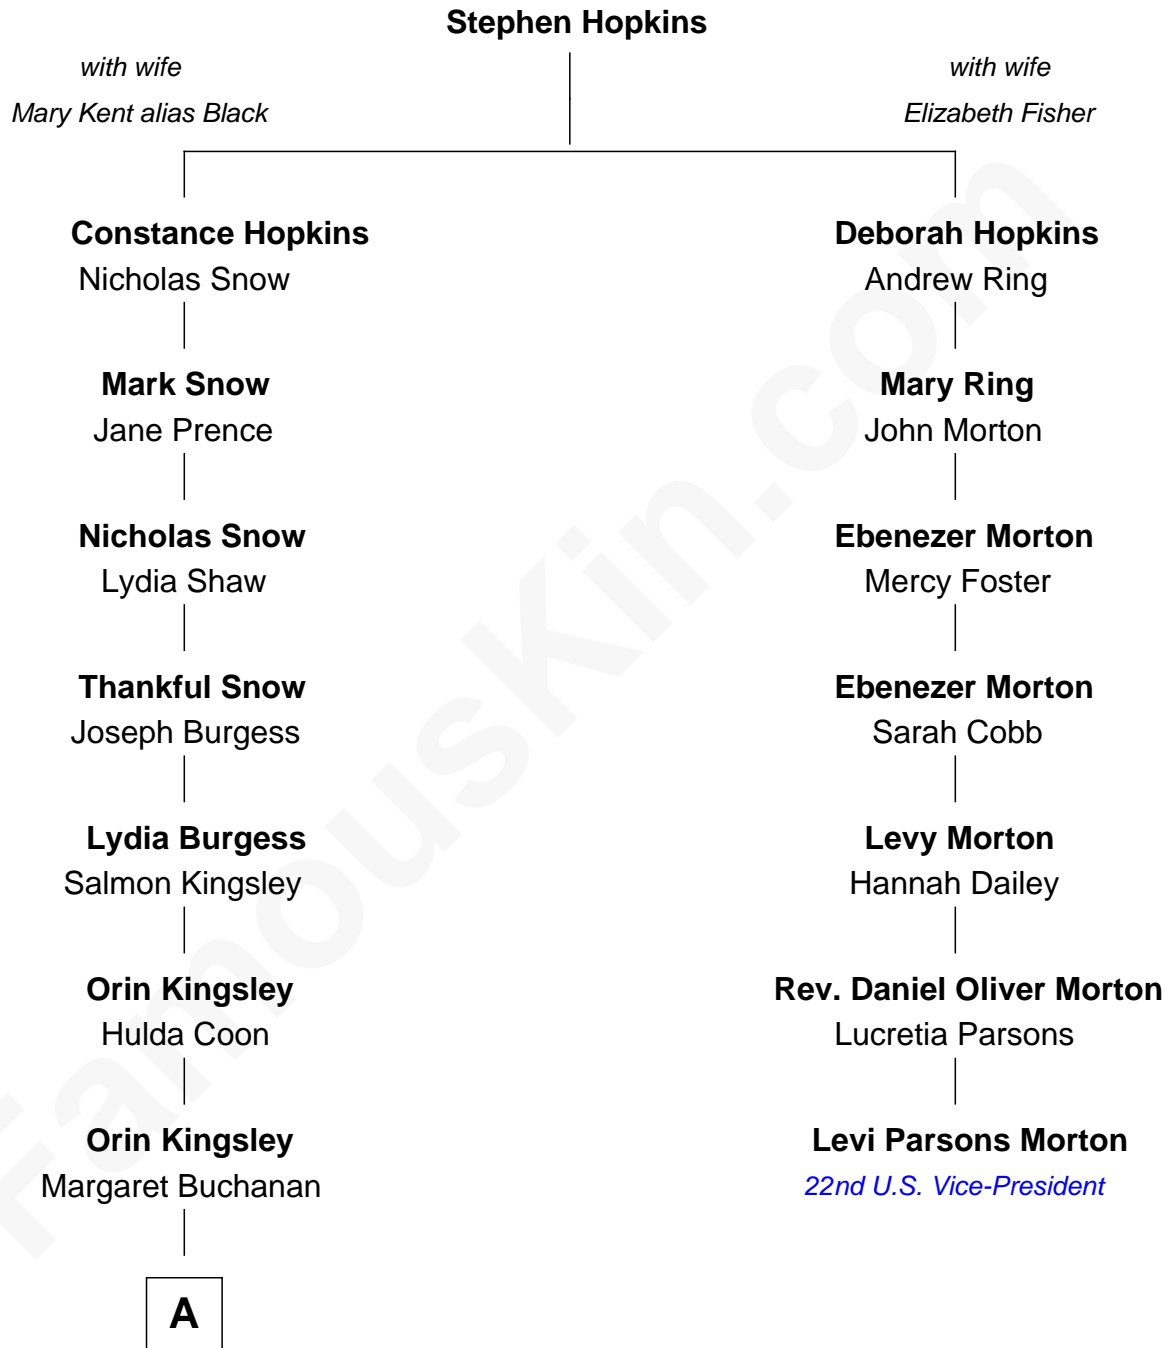 Stephen Hopkins
with wife
Mary Kent alias Black
with wife
Elizabeth Fisher
Constance Hopkins
Nicholas Snow
Deborah Hopkins
Andrew Ring
Mark Snow
Jane Prence
Mary Ring
John Morton
Nicholas Snow
Lydia Shaw
Ebenezer Morton
Mercy Foster
Thankful Snow
Joseph Burgess
Ebenezer Morton
Sarah Cobb
Lydia Burgess
Salmon Kingsley
Levy Morton
Hannah Dailey
Orin Kingsley
Hulda Coon
Rev. Daniel Oliver Morton
Lucretia Parsons
Orin Kingsley
Margaret Buchanan
Levi Parsons Morton
22nd U.S. Vice-President
A
FamousKin.com